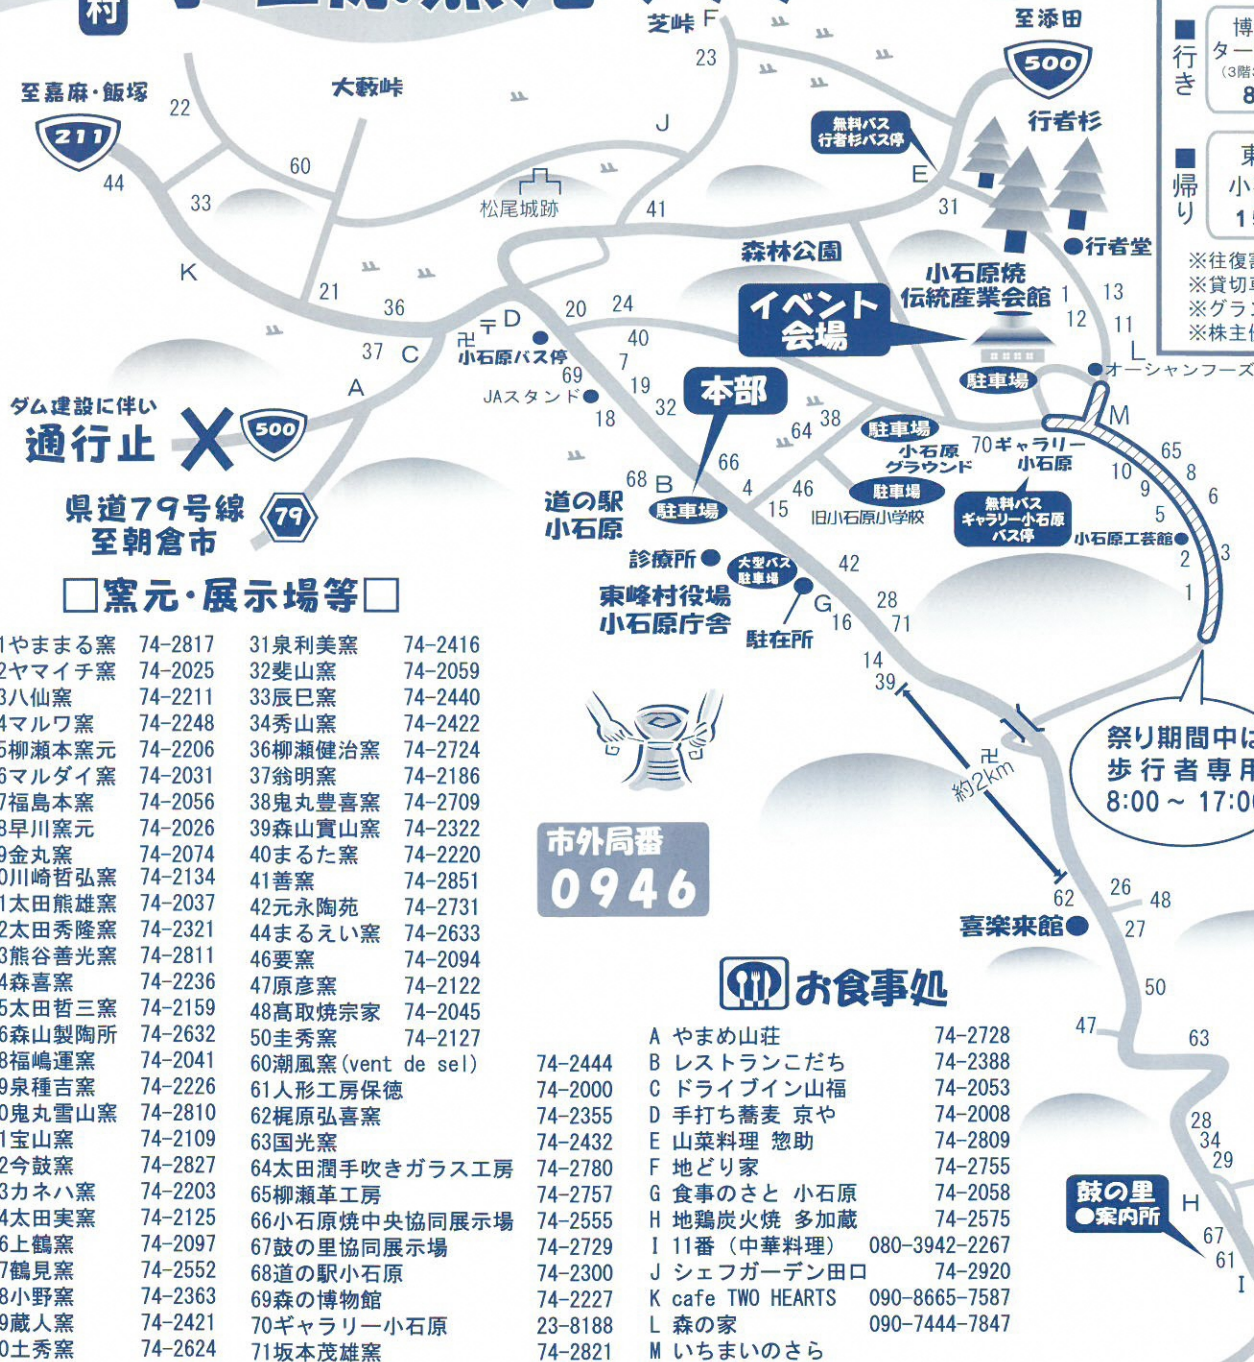 村
芝峠
F
23
至添田
500
至嘉麻・飯塚
211
大藪峠
22
60
44
33
K
21
36
37
C
A
J
無料バス
行者杉バス停
行者杉
E
31
行者堂
松尾城跡
41
森林公園
小石原焼
伝統産業会館
イベント
会場
駐車場
1
13
12
11
L
オーシャンフーズ
M
〒
D
卍
小石原バス停
20
24
40
7
69
19
JAスタンド
18
32
本部
38
64
駐車場
小石原
グラウンド
70 ギャラリー
小石原
駐車場
旧小石原小学校
無料バス
ギャラリー小石原
バス停
65
10
8
9
6
5
小石原工芸館
2
3
1
ダム建設に伴い
通行止
500
県道79号線
至朝倉市
79
66
68
B
4
46
15
道の駅
小石原
駐車場
診療所
大型バス
駐車場
42
東峰村役場
小石原庁舎
駐在所
G
16
28
71
14
39
卍
約2km
祭り期間中は
歩行者専用
8:00～17:00
62
26
48
喜楽来館
27
50
47
63
28
34
29
H
鼓の里
●案内所
67
61
I
行き
帰り
□窯元・展示場等□
1やままる窯 74-2817
2ヤマイチ窯 74-2025
3八仙窯 74-2211
4マルワ窯 74-2248
5柳瀬本窯元 74-2206
6マルダイ窯 74-2031
7福島本窯 74-2056
8早川窯元 74-2026
9金丸窯 74-2074
0川崎哲弘窯 74-2134
1太田熊雄窯 74-2037
2太田秀隆窯 74-2321
3熊谷善光窯 74-2811
4森喜窯 74-2236
5太田哲三窯 74-2159
6森山製陶所 74-2632
8福嶋運窯 74-2041
9泉種吉窯 74-2226
0鬼丸雪山窯 74-2810
1宝山窯 74-2109
2今鼓窯 74-2827
3カネハ窯 74-2203
4太田実窯 74-2125
6上鶴窯 74-2097
7鶴見窯 74-2552
8小野窯 74-2363
9蔵人窯 74-2421
0土秀窯 74-2624
31泉利美窯 74-2416
32斐山窯 74-2059
33辰巳窯 74-2440
34秀山窯 74-2422
36柳瀬健治窯 74-2724
37翁明窯 74-2186
38鬼丸豊喜窯 74-2709
39森山實山窯 74-2322
40まるた窯 74-2220
41善窯 74-2851
42元永陶苑 74-2731
44まるえい窯 74-2633
46要窯 74-2094
47原彦窯 74-2122
48髙取焼宗家 74-2045
50圭秀窯 74-2127
60潮風窯(vent de sel) 74-2444
61人形工房保徳 74-2000
62梶原弘喜窯 74-2355
63国光窯 74-2432
64太田潤手吹きガラス工房 74-2780
65柳瀬革工房 74-2757
66小石原焼中央協同展示場 74-2555
67鼓の里協同展示場 74-2729
68道の駅小石原 74-2300
69森の博物館 74-2227
70ギャラリー小石原 23-8188
71坂本茂雄窯 74-2821
市外局番
0946
お食事処
A やまめ山荘 74-2728
B レストランこだち 74-2388
C ドライブイン山福 74-2053
D 手打ち蕎麦 京や 74-2008
E 山菜料理 惣助 74-2809
F 地どり家 74-2755
G 食事のさと 小石原 74-2058
H 地鶏炭火焼 多加蔵 74-2575
I 11番（中華料理） 080-3942-2267
J シェフガーデン田口 74-2920
K cafe TWO HEARTS 090-8665-7587
L 森の家 090-7444-7847
M いちまいのさら